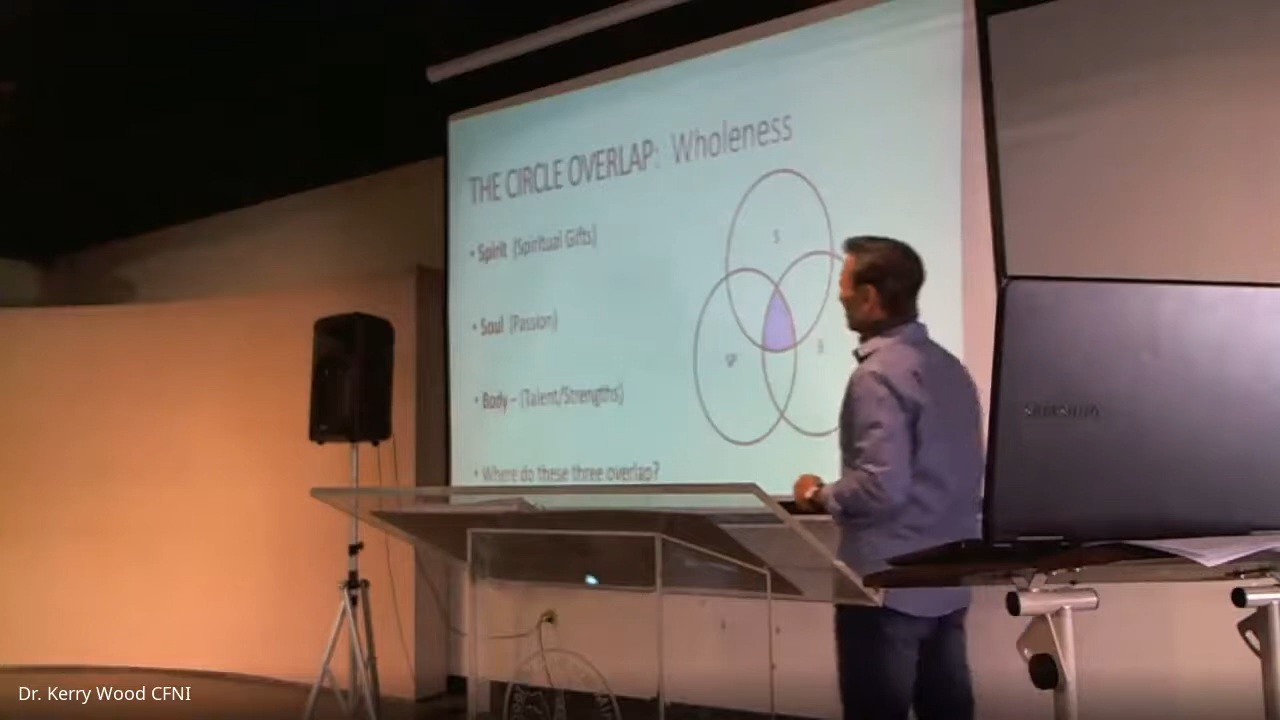 THE CIRCLE OVERLAP: Wholeness
• Spirit (Spiritual Gifts)
• Soul (Passion)
• Body – (Talent/Strengths)
• Where do these three overlap?
S
SP
B
SAMSUNG
Dr. Kerry Wood CFNI